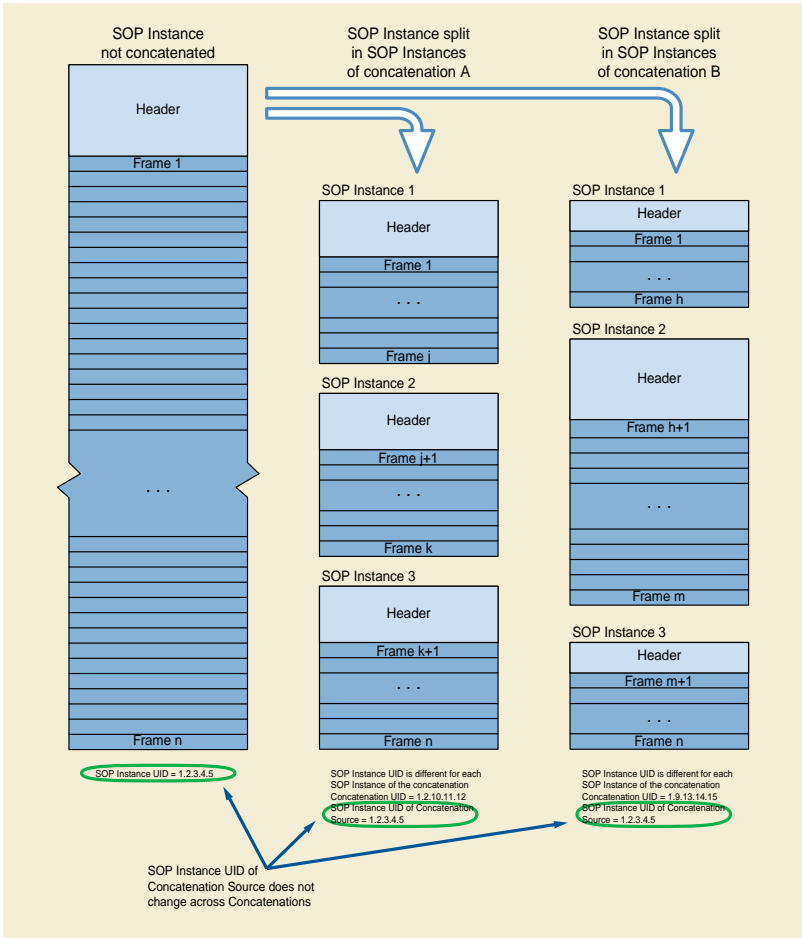 SOP Instance
not concatenated
Header
Frame 1
. . .
Frame n
SOP Instance UID = 1.2.3.4.5
SOP Instance split
in SOP Instances
of concatenation A
SOP Instance 1
Header
Frame 1
. . .
Frame j
SOP Instance 2
Header
Frame j+1
. . .
Frame k
SOP Instance 3
Header
Frame k+1
. . .
Frame n
SOP Instance UID is different for each
SOP Instance of the concatenation
Concatenation UID = 1.2.10.11.12
SOP Instance UID of Concatenation
Source = 1.2.3.4.5
SOP Instance split
in SOP Instances
of concatenation B
SOP Instance 1
Header
Frame 1
. . .
Frame h
SOP Instance 2
Header
Frame h+1
. . .
Frame m
SOP Instance 3
Header
Frame m+1
. . .
Frame n
SOP Instance UID is different for each
SOP Instance of the concatenation
Concatenation UID = 1.9.13.14.15
SOP Instance UID of Concatenation
Source = 1.2.3.4.5
SOP Instance UID of
Concatenation Source does not
change across Concatenations